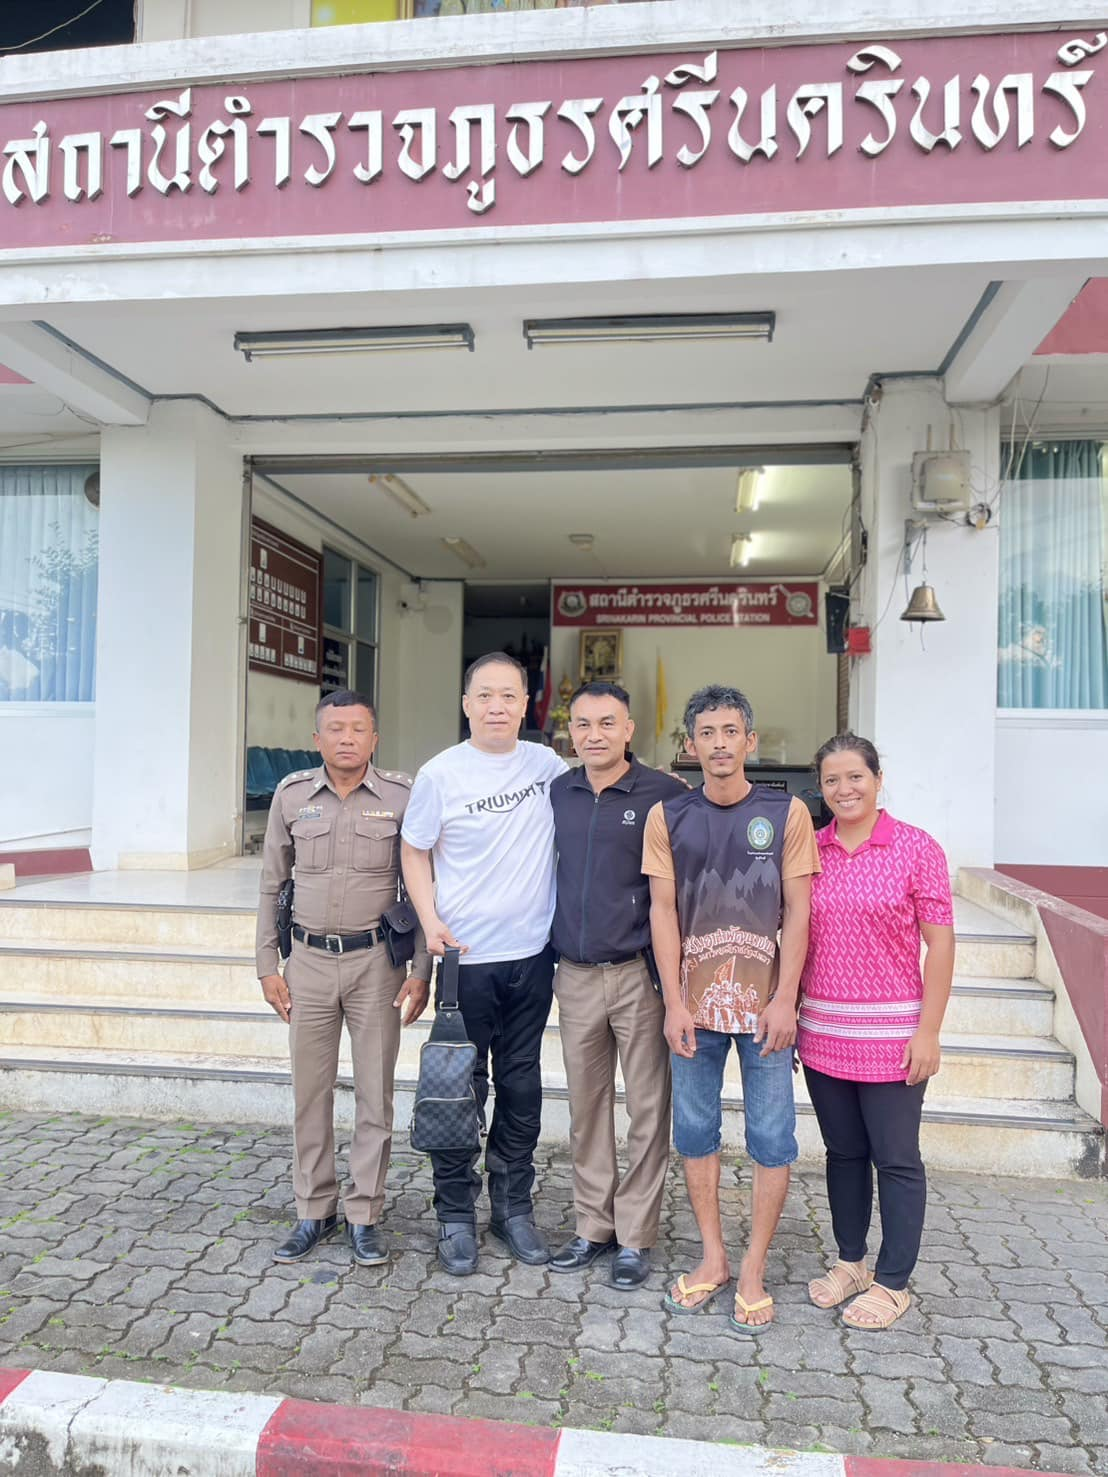 สถานีตำรวจภูธรศรีนครินทร์
สถานีตำรวจภูธรศรีนครินทร์
SRINAKARIN PROVINCIAL POLICE STATION
TRIUMPH